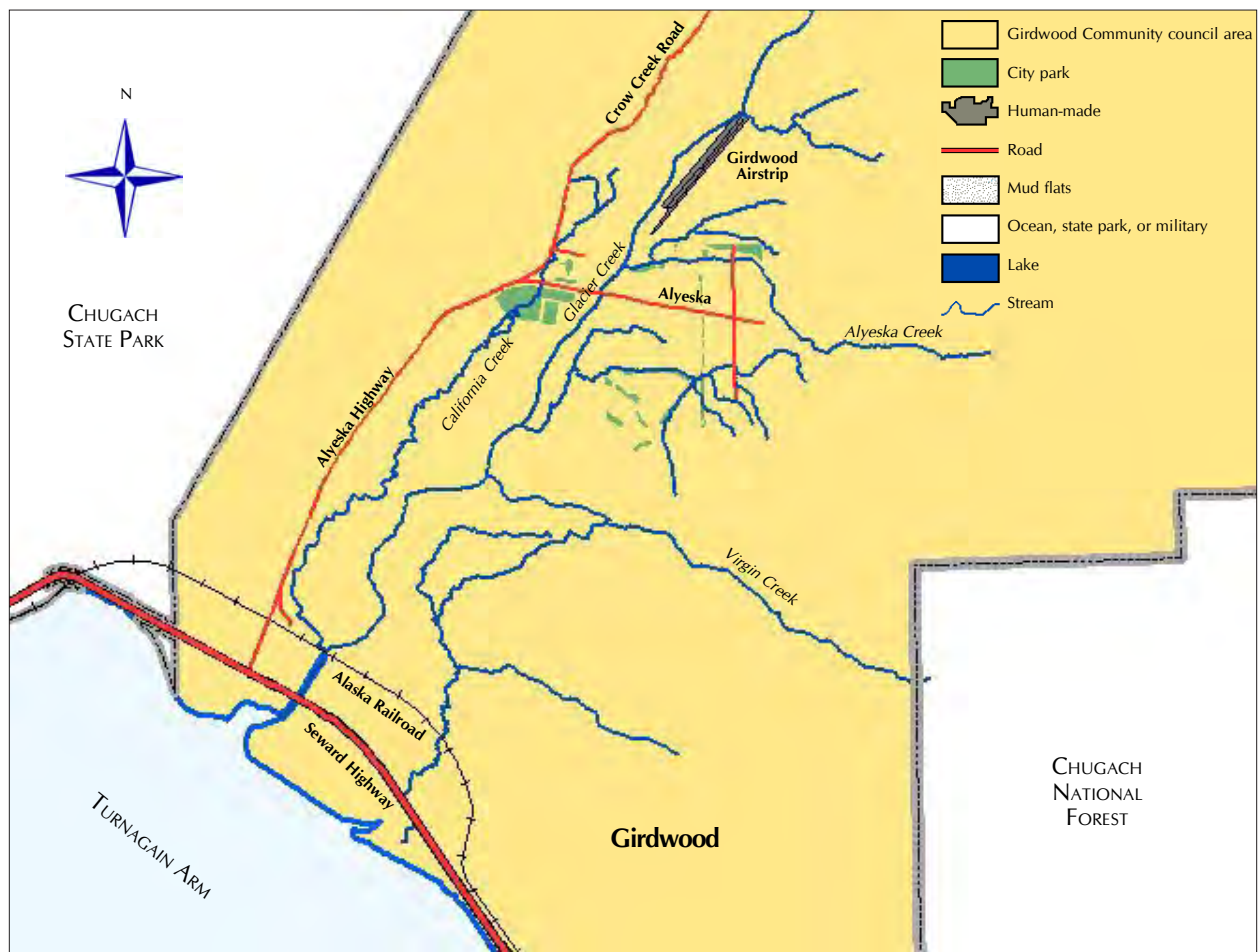 N
CHUGACH
STATE PARK
Crow Creek Road
Girdwood
Airstrip
Glacier Creek
Alyeska
Alyeska Creek
California Creek
Alyeska Highway
Virgin Creek
Alaska Railroad
Seward Highway
TURNAGAIN ARM
Girdwood
CHUGACH
NATIONAL
FOREST
Girdwood Community council area
City park
Human-made
Road
Mud flats
Ocean, state park, or military
Lake
Stream